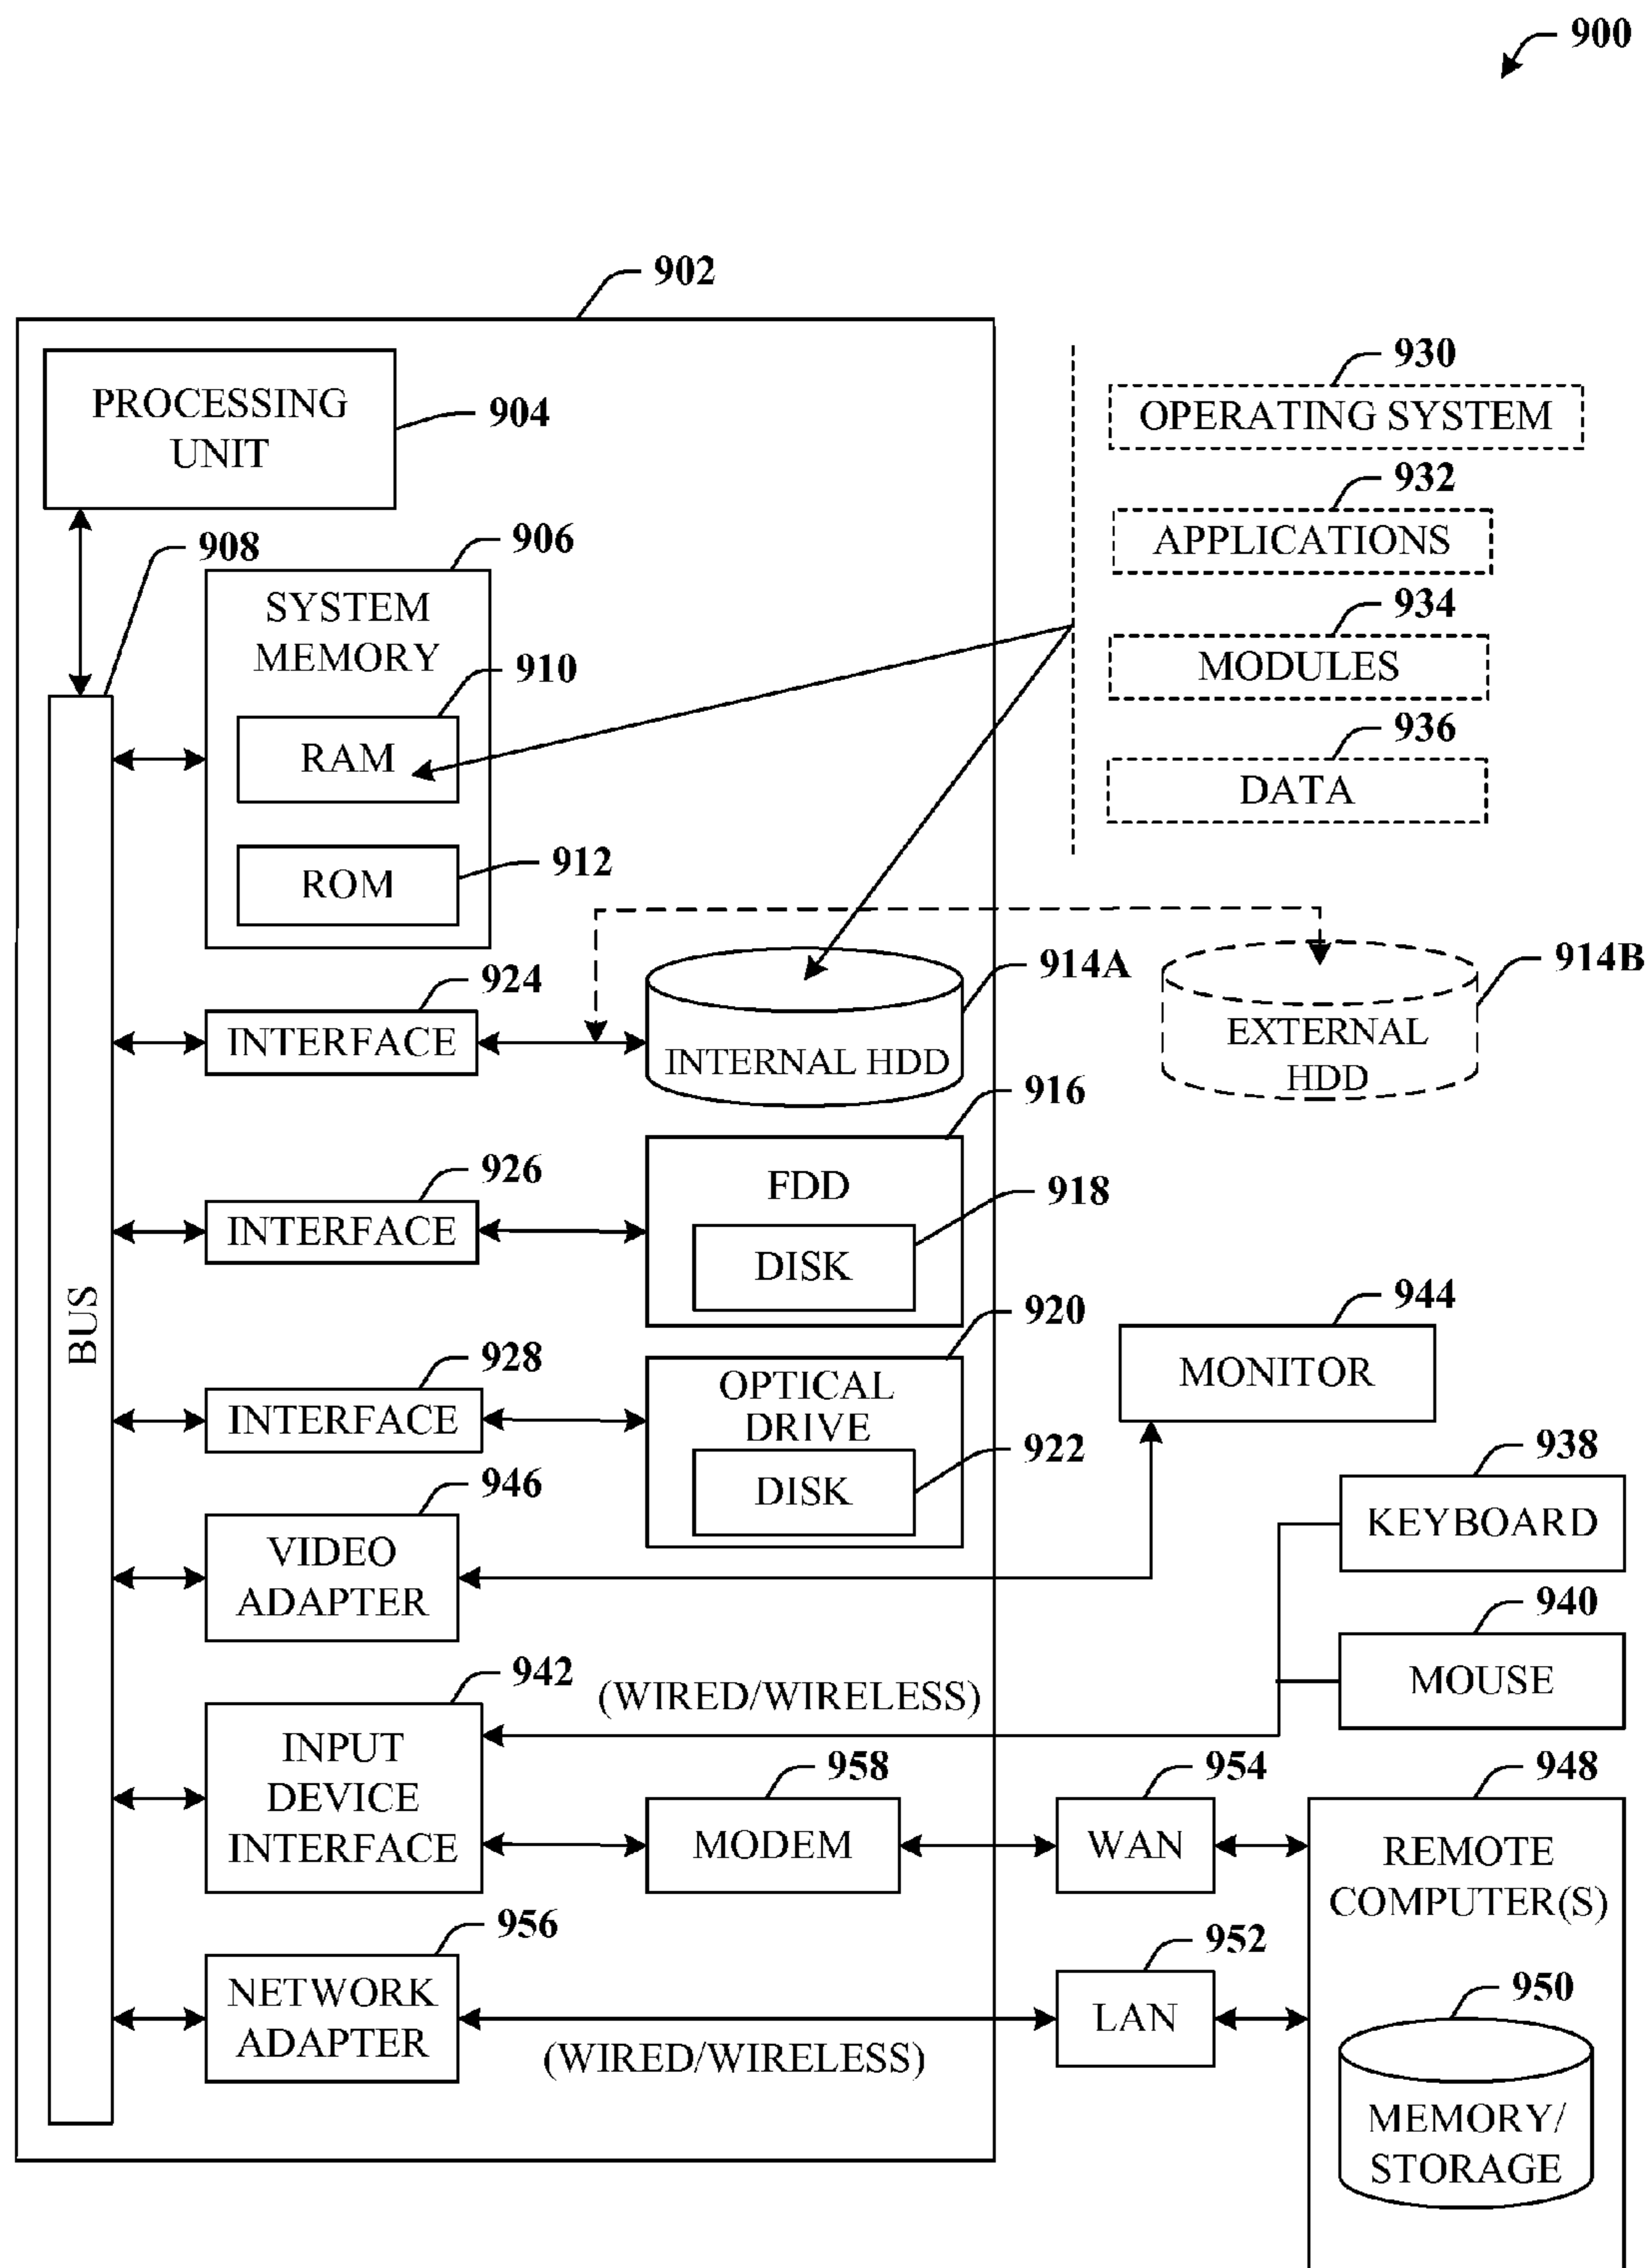 900
902
PROCESSING
UNIT
904
930
OPERATING SYSTEM
932
APPLICATIONS
934
MODULES
936
DATA
908
906
SYSTEM
MEMORY
910
RAM
ROM
912
924
INTERFACE
914A
INTERNAL HDD
914B
EXTERNAL
HDD
916
926
INTERFACE
FDD
918
DISK
BUS
920
928
INTERFACE
OPTICAL
DRIVE
922
DISK
944
MONITOR
946
VIDEO
ADAPTER
938
KEYBOARD
940
MOUSE
942
(WIRED/WIRELESS)
INPUT
DEVICE
INTERFACE
958
MODEM
954
WAN
948
REMOTE
COMPUTER(S)
956
NETWORK
ADAPTER
(WIRED/WIRELESS)
952
LAN
950
MEMORY/
STORAGE